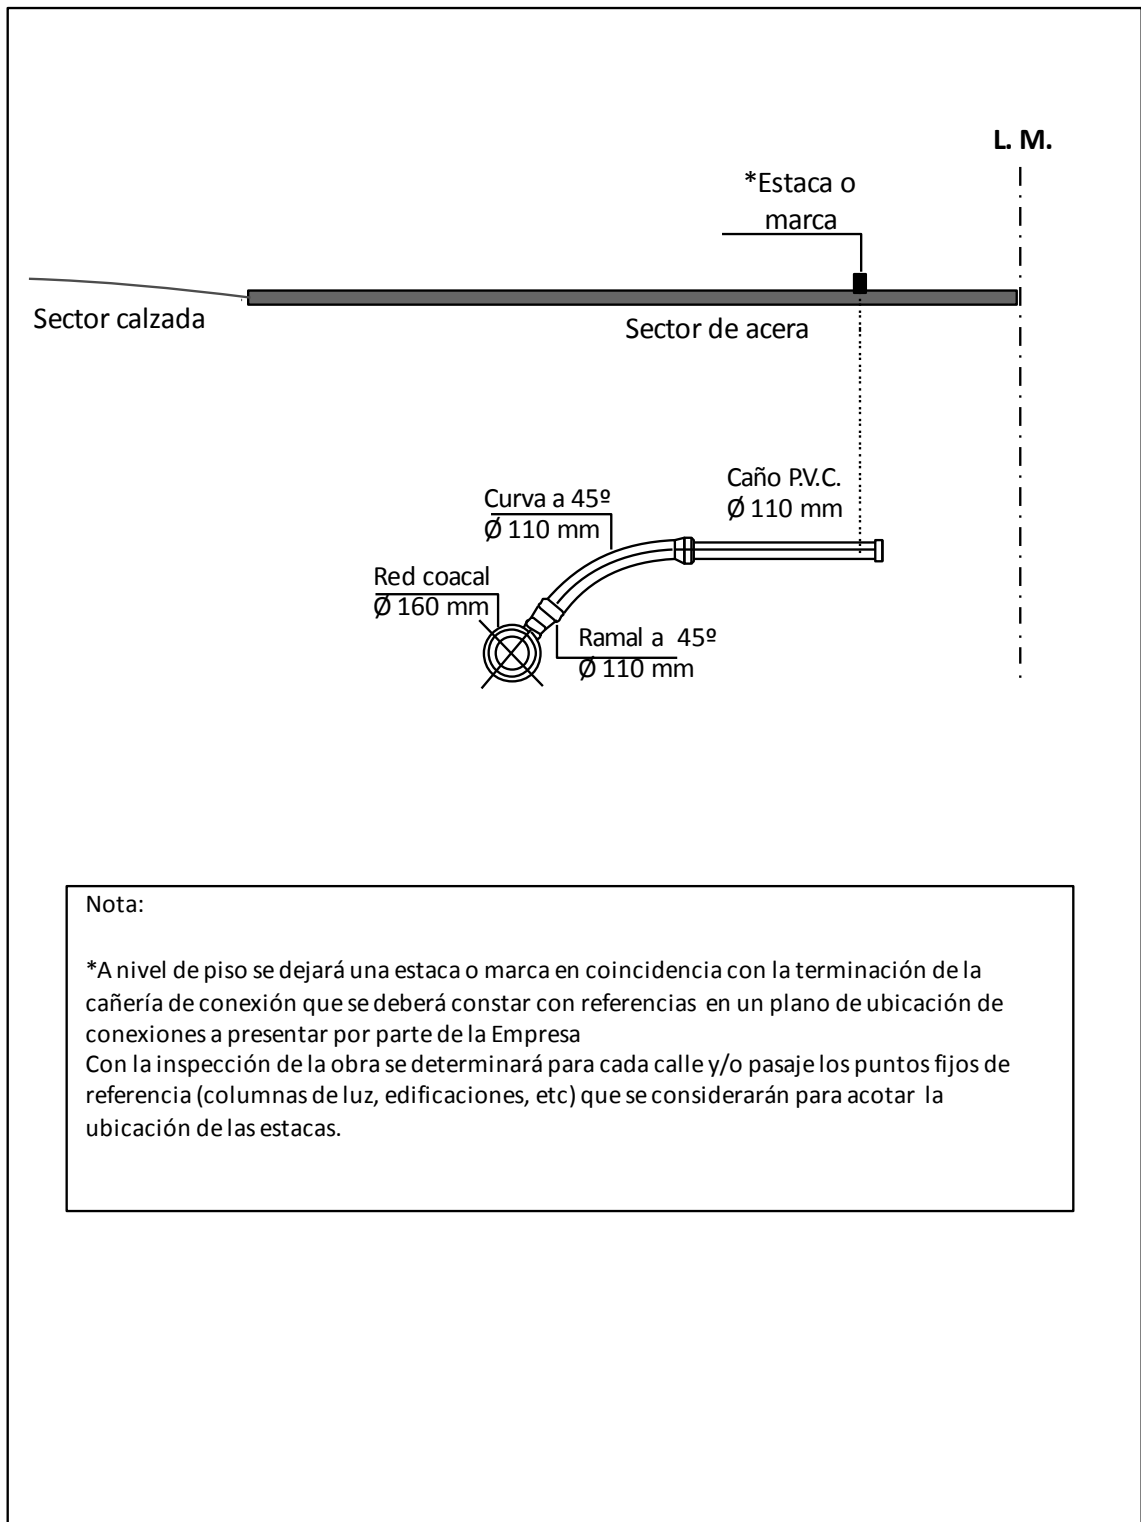 L. M.
*Estaca o
marca
Sector calzada
Sector de acera
Caño P.V.C.
Ø 110 mm
Curva a 45º
Ø 110 mm
Red coacal
Ø 160 mm
Ramal a 45º
Ø 110 mm
Nota:
*A nivel de piso se dejará una estaca o marca en coincidencia con la terminación de la
cañería de conexión que se deberá constar con referencias en un plano de ubicación de
conexiones a presentar por parte de la Empresa
Con la inspección de la obra se determinará para cada calle y/o pasaje los puntos fijos de
referencia (columnas de luz, edificaciones, etc) que se considerarán para acotar la
ubicación de las estacas.